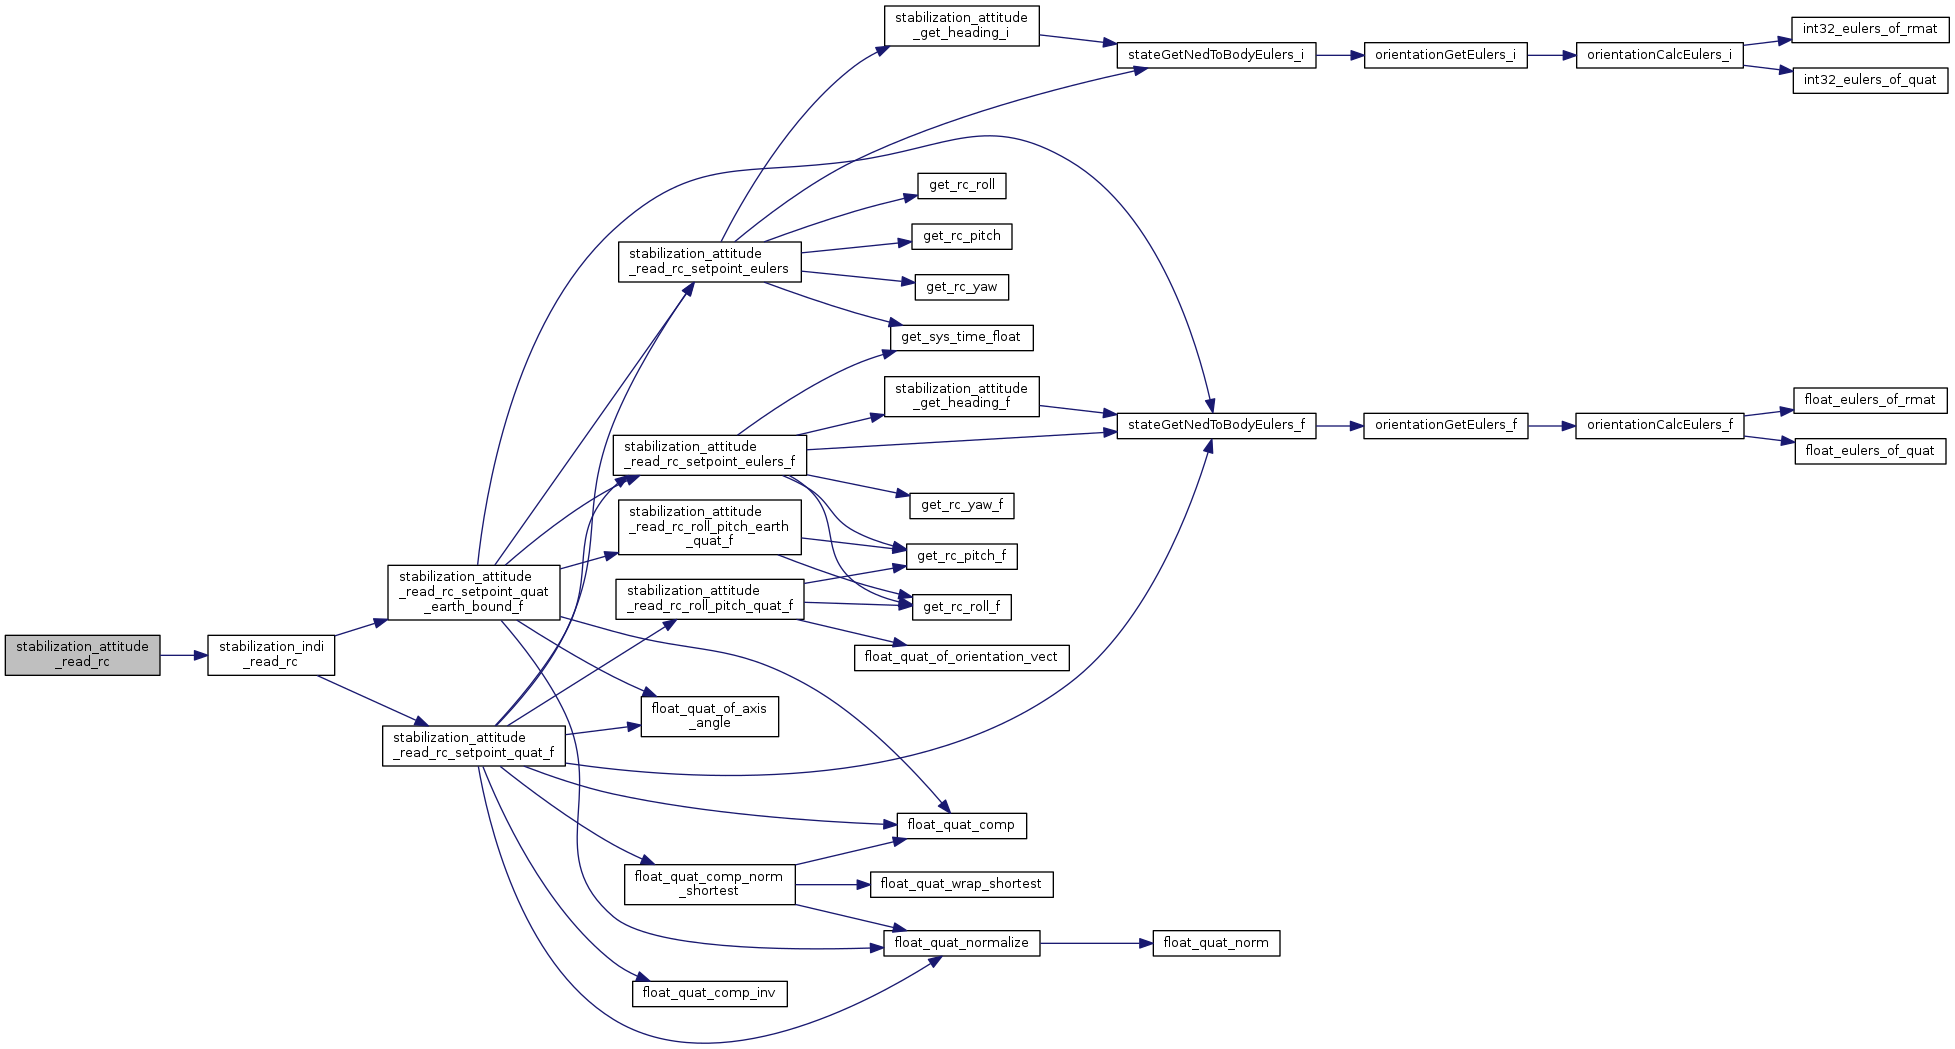 stabilization_attitude
_read_rc
stabilization_indi
_read_rc
stabilization_attitude
_read_rc_setpoint_quat
_earth_bound_f
stabilization_attitude
_read_rc_setpoint_quat_f
stabilization_attitude
_read_rc_setpoint_eulers
stabilization_attitude
_read_rc_setpoint_eulers_f
stabilization_attitude
_read_rc_roll_pitch_earth
_quat_f
stabilization_attitude
_read_rc_roll_pitch_quat_f
float_quat_of_axis
_angle
float_quat_comp_norm
_shortest
float_quat_comp_inv
stabilization_attitude
_get_heading_i
get_rc_roll
get_rc_pitch
get_rc_yaw
get_sys_time_float
stabilization_attitude
_get_heading_f
get_rc_yaw_f
get_rc_pitch_f
get_rc_roll_f
float_quat_of_orientation_vect
float_quat_comp
float_quat_wrap_shortest
float_quat_normalize
stateGetNedToBodyEulers_i
stateGetNedToBodyEulers_f
float_quat_norm
orientationGetEulers_i
orientationGetEulers_f
orientationCalcEulers_i
orientationCalcEulers_f
int32_eulers_of_rmat
int32_eulers_of_quat
float_eulers_of_rmat
float_eulers_of_quat